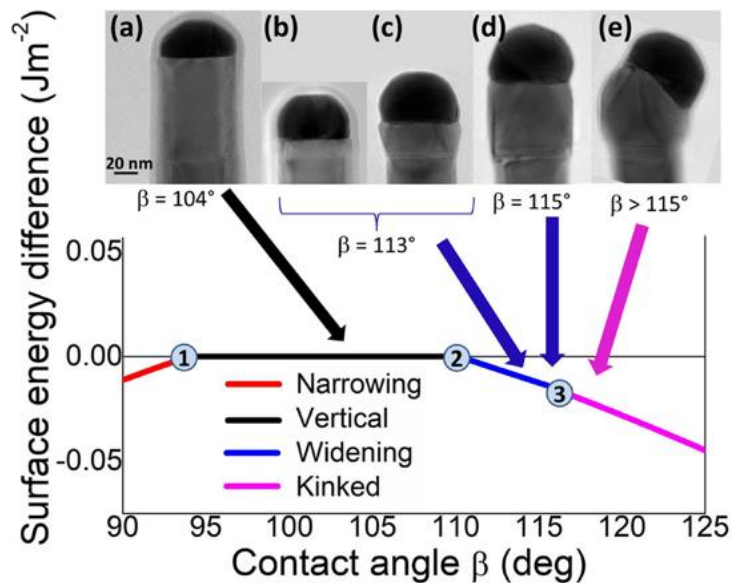 (a) (b) (c) (d) (e)
20 nm
β = 104°
β = 113°
β = 115°
β > 115°
Surface energy difference (Jm⁻²)
0.05
0.00
-0.05
1 2 3
Narrowing
Vertical
Widening
Kinked
90 95 100 105 110 115 120 125
Contact angle β (deg)